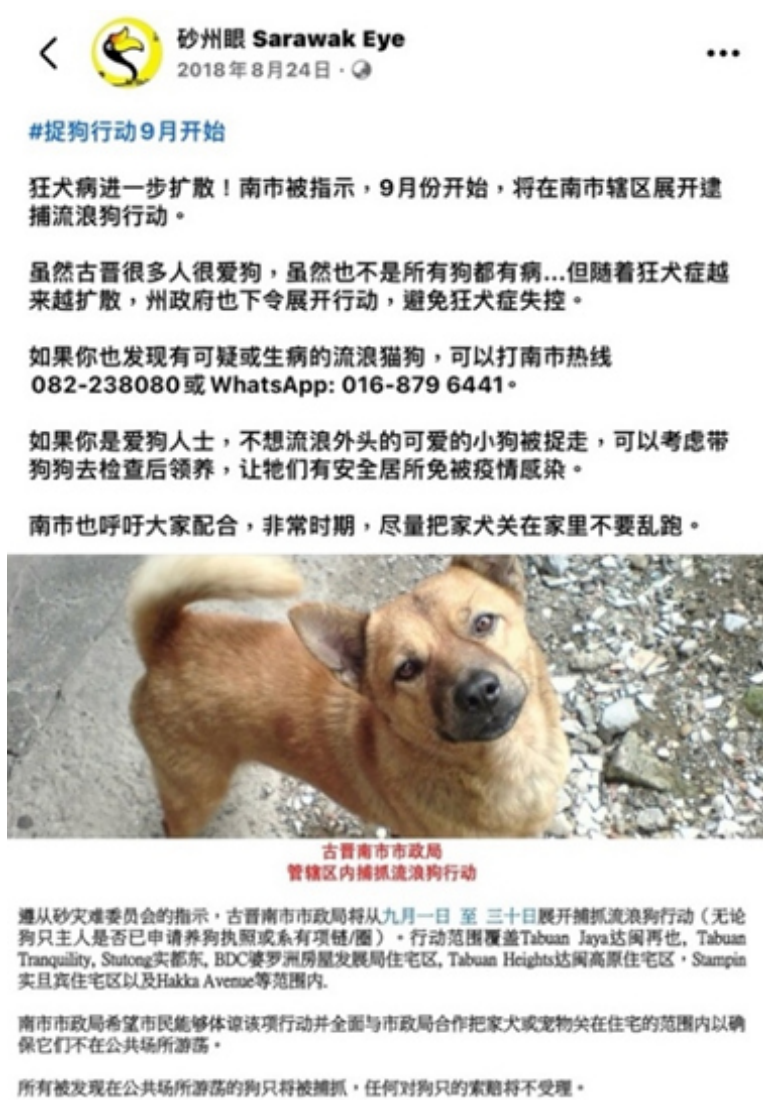 砂州眼 Sarawak Eye
2018年8月24日 ·
#捉狗行动9月开始
狂犬病进一步扩散！南市被指示，9月份开始，将在南市辖区展开逮
捕流浪狗行动。
虽然古晋很多人很爱狗，虽然也不是所有狗都有病...但随着狂犬症越
来越扩散，州政府也下令展开行动，避免狂犬症失控。
如果你也发现有可疑或生病的流浪猫狗，可以打南市热线
082-238080或WhatsApp: 016-879 6441。
如果你是爱狗人士，不想流浪外头的可爱的小狗被捉走，可以考虑带
狗狗去检查后领养，让牠们有安全居所免被疫情感染。
南市也呼吁大家配合，非常时期，尽量把家犬关在家里不要乱跑。
古晋南市市政局
管辖区内捕抓流浪狗行动
遵从砂灾难委员会的指示，古晋南市市政局将从九月一日 至 三十日展开捕抓流浪狗行动（无论
狗只主人是否已申请养狗执照或系有项链/圈）。行动范围覆盖Tabuan Jaya达闽再也, Tabuan
Tranquility, Stutong实都东, BDC婆罗洲房屋发展局住宅区, Tabuan Heights达闽高原住宅区，Stampin
实旦宾住宅区以及Hakka Avenue等范围内.
南市市政局希望市民能够体谅该项行动并全面与市政局合作把家犬或宠物关在住宅的范围内以确
保它们不在公共场所游荡。
所有被发现在公共场所游荡的狗只将被捕抓，任何对狗只的索赔将不受理。